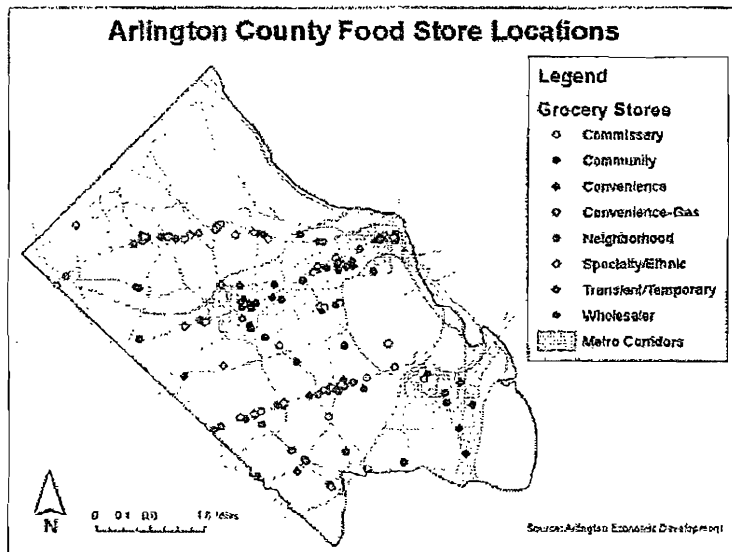 Arlington County Food Store Locations
Legend
Grocery Stores
Commissary
Community
Convenience
Convenience-Gas
Neighborhood
Specialty/Ethnic
Transient/Temporary
Wholesaler
Metro Corridors
N
Source: Arlington Economic Development